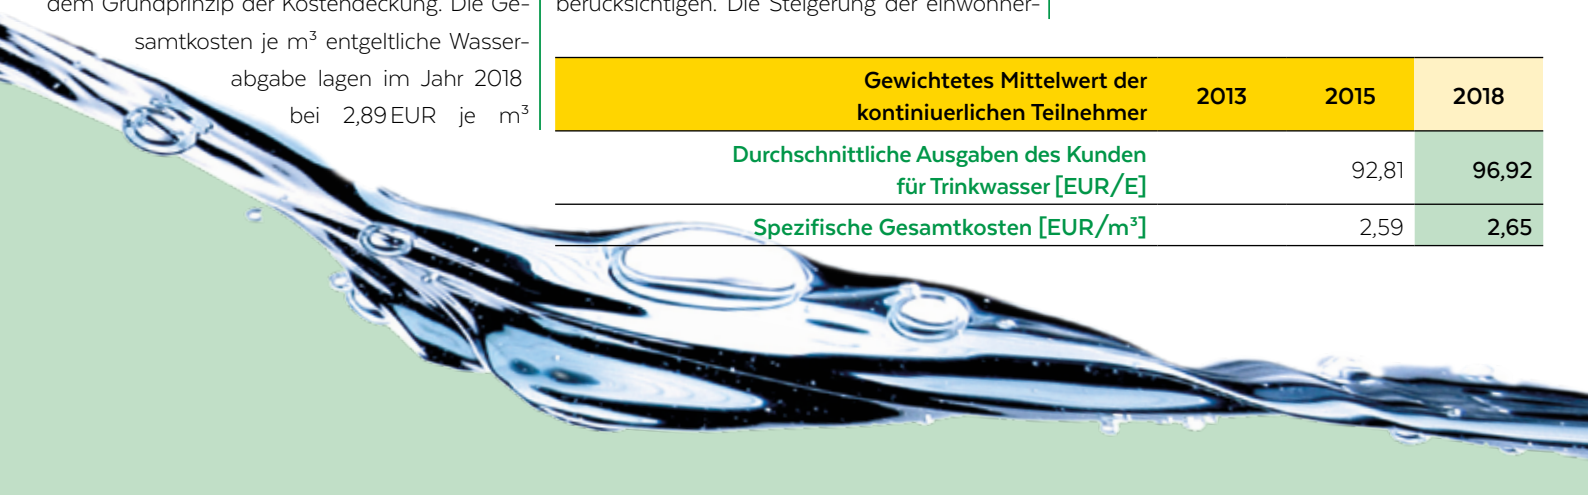 dem Grundprinzip der Kostendeckung. Die Ge-
samtkosten je m³ entgeltliche Wasser-
abgabe lagen im Jahr 2018
bei 2,89 EUR je m³
berücksichtigen. Die Steigerung der einwohner-
Gewichtetes Mittelwert der
kontiniuerlichen Teilnehmer 2013 2015 2018
Durchschnittliche Ausgaben des Kunden
für Trinkwasser [EUR/E] 92,81 96,92
Spezifische Gesamtkosten [EUR/m³] 2,59 2,65